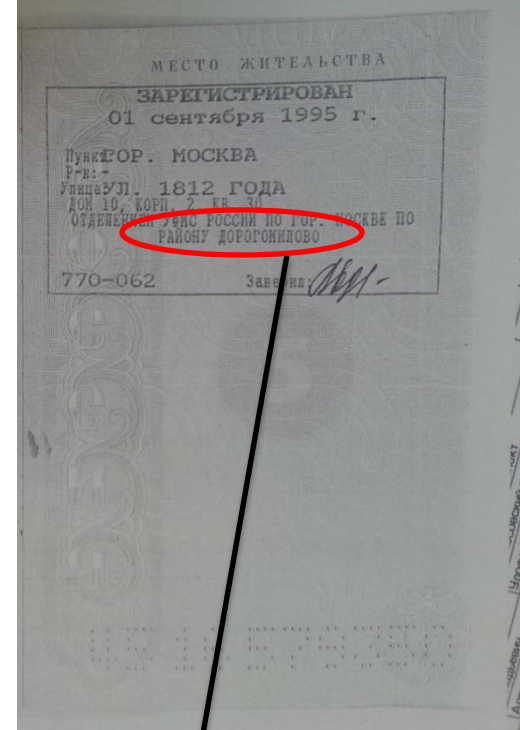 МЕСТО ЖИТЕЛЬСТВА
ЗАРЕГИСТРИРОВАН
01 сентября 1995 г.
Пункт ГОР. МОСКВА
Р-н:-
Улица УЛ. 1812 ГОДА
ДОМ 10, КОРП. 2, КВ. 30
ОТДЕЛЕНИЕМ УФМС РОССИИ ПО ГОР. МОСКВЕ ПО
РАЙОНУ ДОРОГОМИЛОВО
770-062 Заверил: